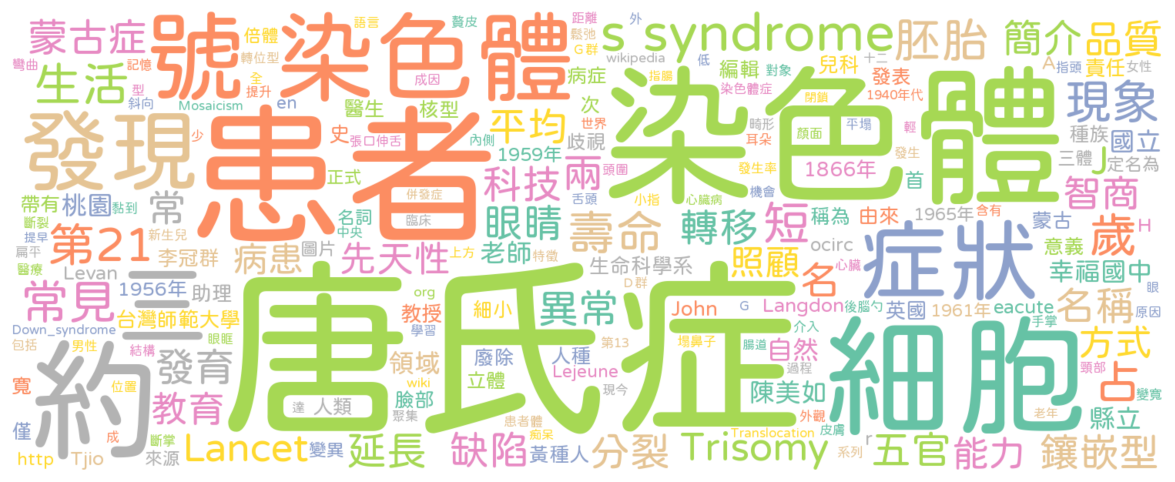 蒙古症
號染色體
倍體
語言
贅皮
s syndrome
距離
鬆弛
G群
外
胚胎
簡介
品質
彎曲
記憶
轉位型
成因
wikipedia
低
十二
A
指頭
女性
生活
型
全
提升
病症
編輯
對象
兒科
發表
責任
斜向
Mosaicism
en
醫生
核型
次
指腦
染色體症
閉鎖
1940年代
現象
發現
患者
染色體
少
史
張口伸舌
內側
平均
世界
歧視
畸形
耳朵
顏面
平塌
輕
種族
國立
1959年
頭圍
兩
發生率
1866年
發生
三體
J
定名為
正式
科技
帶有
桃園
黏到
常
併發症
舌頭
小指
心臟病
機會
首
智商
名詞
臨床
中央
眼睛
壽命
轉移
短
稱為
由來
1965年
含有
蒙古
H
斷裂
提早
扁平
第21
新生兒
李冠群
圖片
上方
特徵
老師
ocirc
症狀
意義
歲
醫療
Levan
病患
先天性
生命科學系
照顧
名
心臟
幸福國中
眼
常見
三
1956年
助理
org
教授
細小
D群
異常
John
Langdon
G
後腦勺
英國
1961年
eacute
名稱
原因
手掌
台灣師範大學
Down_syndrome
包括
男性
結構
眼眶
學習
唐氏症
細胞
塌鼻子
第13
腸道
介入
自然
過程
方式
約
發育
領域
廢除
人種
Lejeune
寬
位置
教育
達
人類
wiki
立體
臉部
聚集
現今
陳美如
占
頸部
變寬
外觀
縣立
僅
成
斷掌
患者體
皮膚
老年
http
Tjio
來源
Lancet
變異
延長
痴呆
缺陷
黃種人
分裂
Trisomy
Translocation
系列
「
五官
能力
鑲嵌型